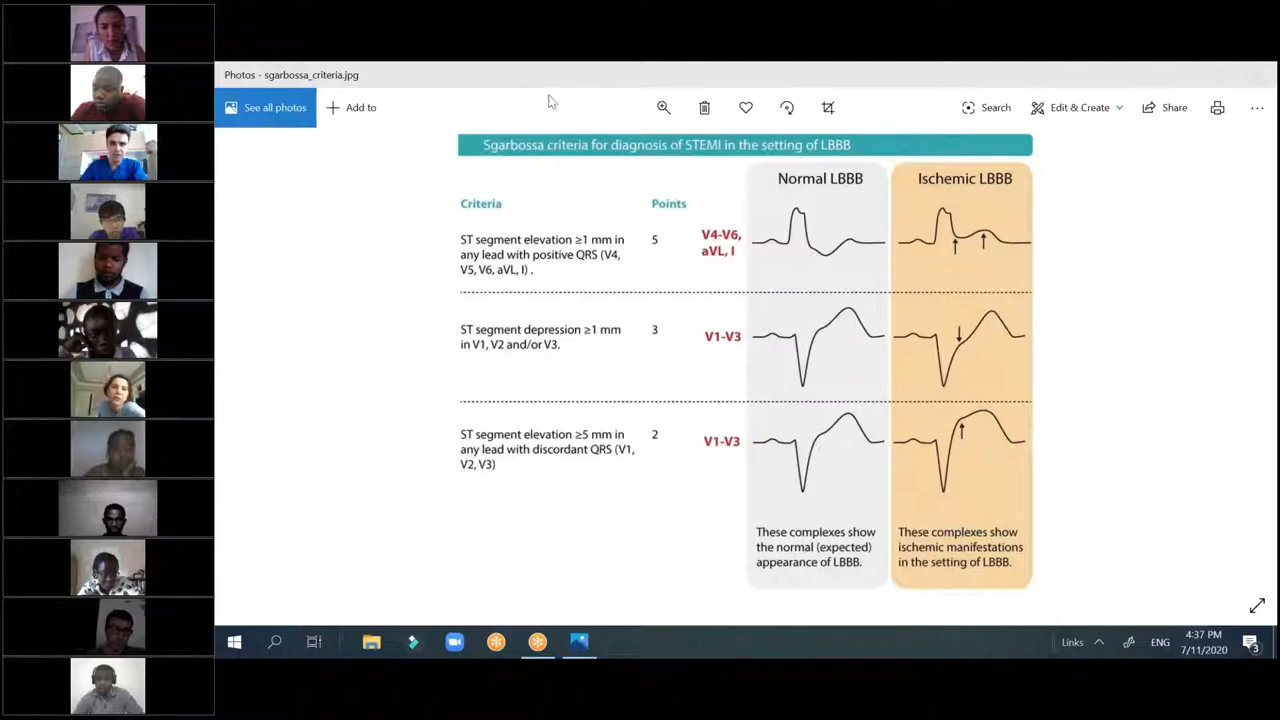 Photos - sgarbossa_criteria.jpg
See all photos
Add to
Search
Edit & Create
Share
Sgarbossa criteria for diagnosis of STEMI in the setting of LBBB
Normal LBBB
Ischemic LBBB
Criteria
Points
ST segment elevation ≥1 mm in
any lead with positive QRS (V4,
V5, V6, aVL, I) .
5
V4-V6,
aVL, I
ST segment depression ≥1 mm
in V1, V2 and/or V3.
3
V1-V3
ST segment elevation ≥5 mm in
any lead with discordant QRS (V1,
V2, V3)
2
V1-V3
These complexes show
the normal (expected)
appearance of LBBB.
These complexes show
ischemic manifestations
in the setting of LBBB.
Links
ENG
4:37 PM
7/11/2020
3